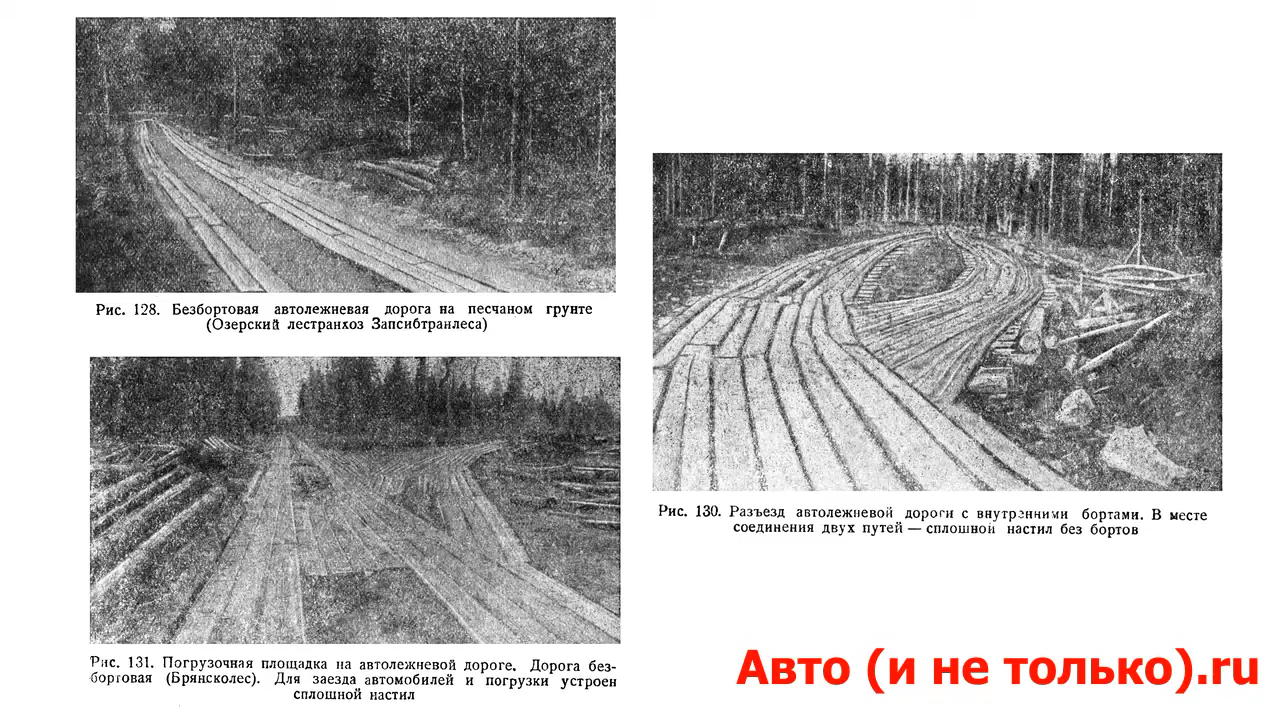 Рис. 128. Безбортовая автолежневая дорога на песчаном грунте
(Озерский лестранхоз Запсибтранлеса)
Рис. 130. Разъезд автолежневой дороги с внутренними бортами. В месте
соединения двух путей — сплошной настил без бортов
Рис. 131. Погрузочная площадка на автолежневой дороге. Дорога без-
бортовая (Брянсколес). Для заезда автомобилей и погрузки устроен
сплошной настил
Авто (и не только).ru